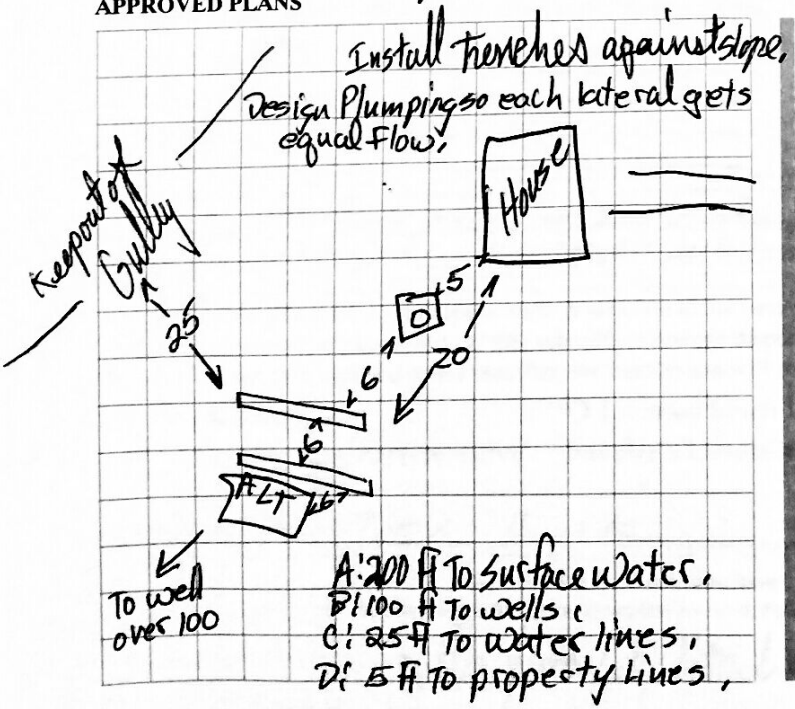 APPROVED PLANS
Install trenches against slope,
Design Plumping so each lateral gets
equal flow,
House
Keep out of
Gulley
25
5
20
6
6
ALT
6
To well
over 100
A: 200 ft To surface water,
B: 100 ft To wells
C: 25 ft To water lines,
D: 5 ft To property Lines,